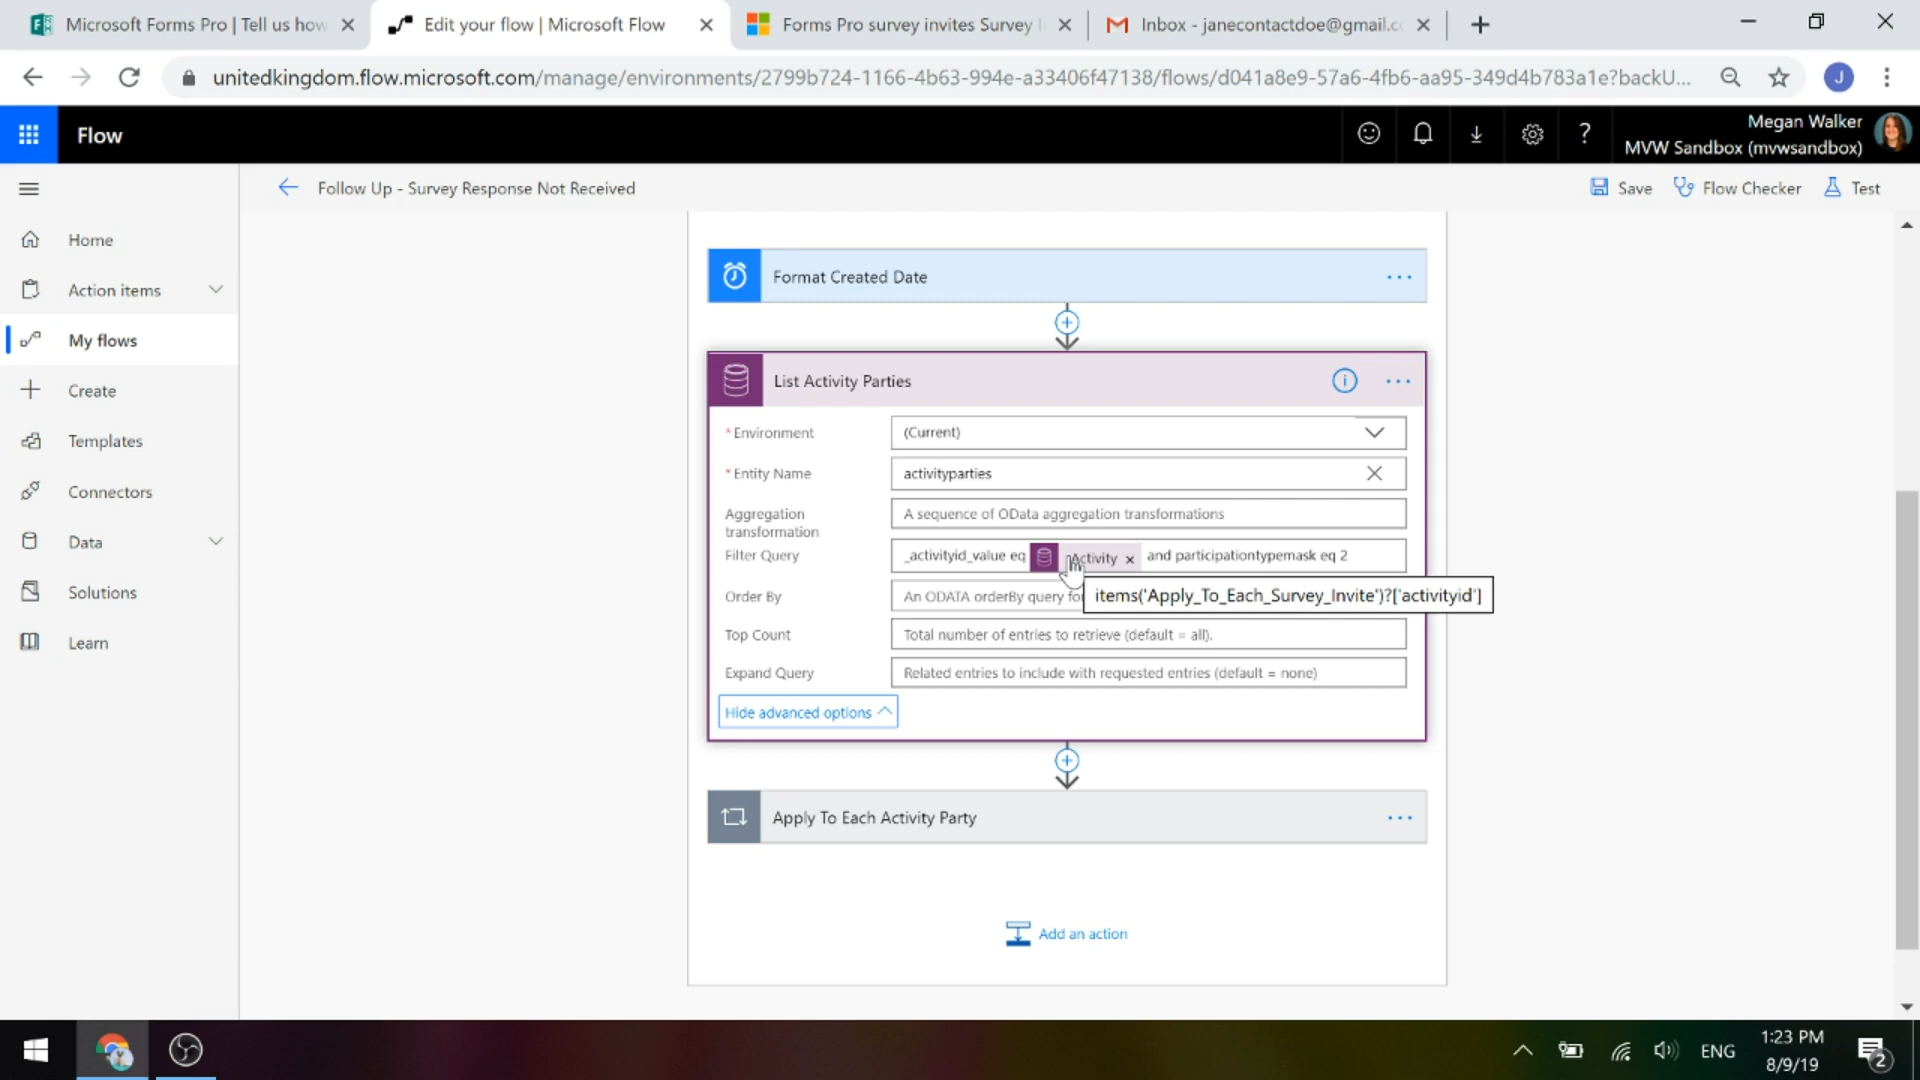 Microsoft Forms Pro | Tell us how
Edit your flow | Microsoft Flow
Forms Pro survey invites Survey I
Inbox - janecontactdoe@gmail.cc
unitedkingdom.flow.microsoft.com/manage/environments/2799b724-1166-4b63-994e-a33406f47138/flows/d041a8e9-57a6-4fb6-aa95-349d4b783a1e?backU...
J
Flow
Megan Walker
MVW Sandbox (mvwsandbox)
Follow Up - Survey Response Not Received
Save
Flow Checker
Test
Home
Action items
My flows
Create
Templates
Connectors
Data
Solutions
Learn
Format Created Date
List Activity Parties
* Environment
(Current)
* Entity Name
activityparties
Aggregation
transformation
A sequence of OData aggregation transformations
Filter Query
_activityid_value eq Activity × and participationtypemask eq 2
items('Apply_To_Each_Survey_Invite')?['activityid']
Order By
An ODATA orderBy query fo
Top Count
Total number of entries to retrieve (default = all).
Expand Query
Related entries to include with requested entries (default = none)
Hide advanced options
Apply To Each Activity Party
Add an action
ENG
1:23 PM
8/9/19
2